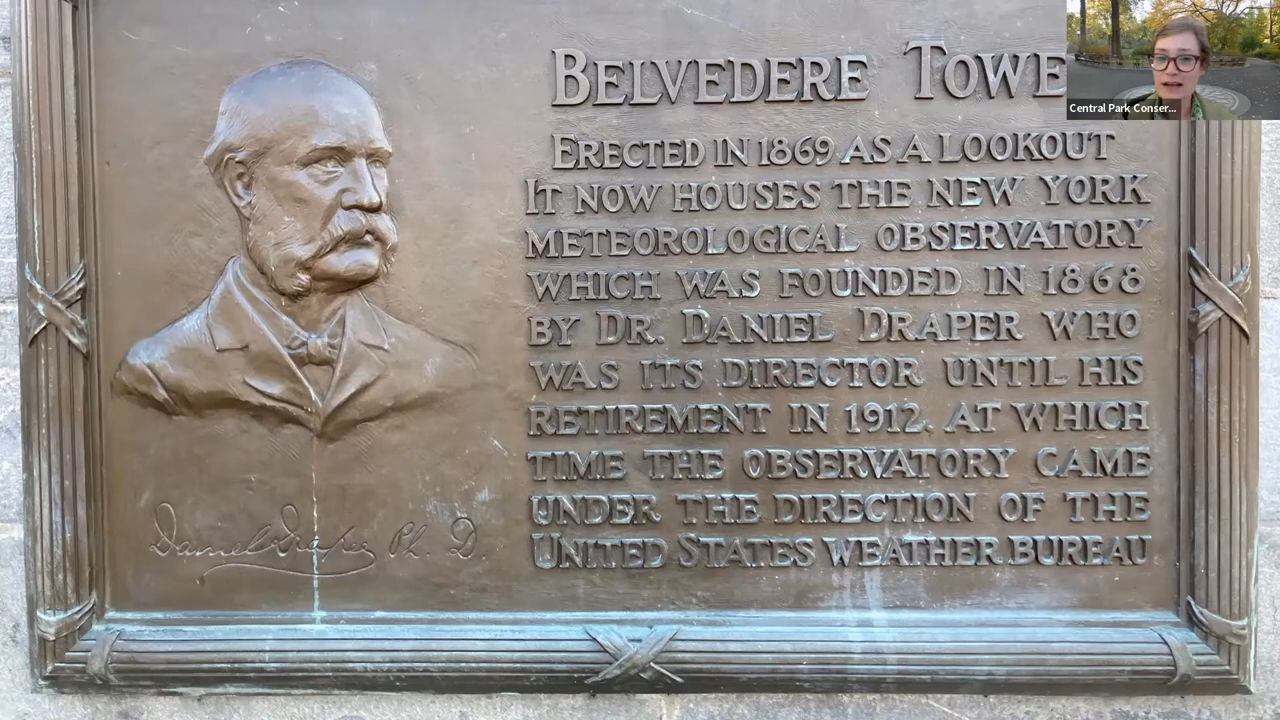 BELVEDERE TOWE
ERECTED IN 1869 AS A LOOKOUT
IT NOW HOUSES THE NEW YORK
METEOROLOGICAL OBSERVATORY
WHICH WAS FOUNDED IN 1868
BY DR. DANIEL DRAPER WHO
WAS ITS DIRECTOR UNTIL HIS
RETIREMENT IN 1912. AT WHICH
TIME THE OBSERVATORY CAME
UNDER THE DIRECTION OF THE
UNITED STATES WEATHER BUREAU
Daniel Draper Ph. D.
Central Park Conser...